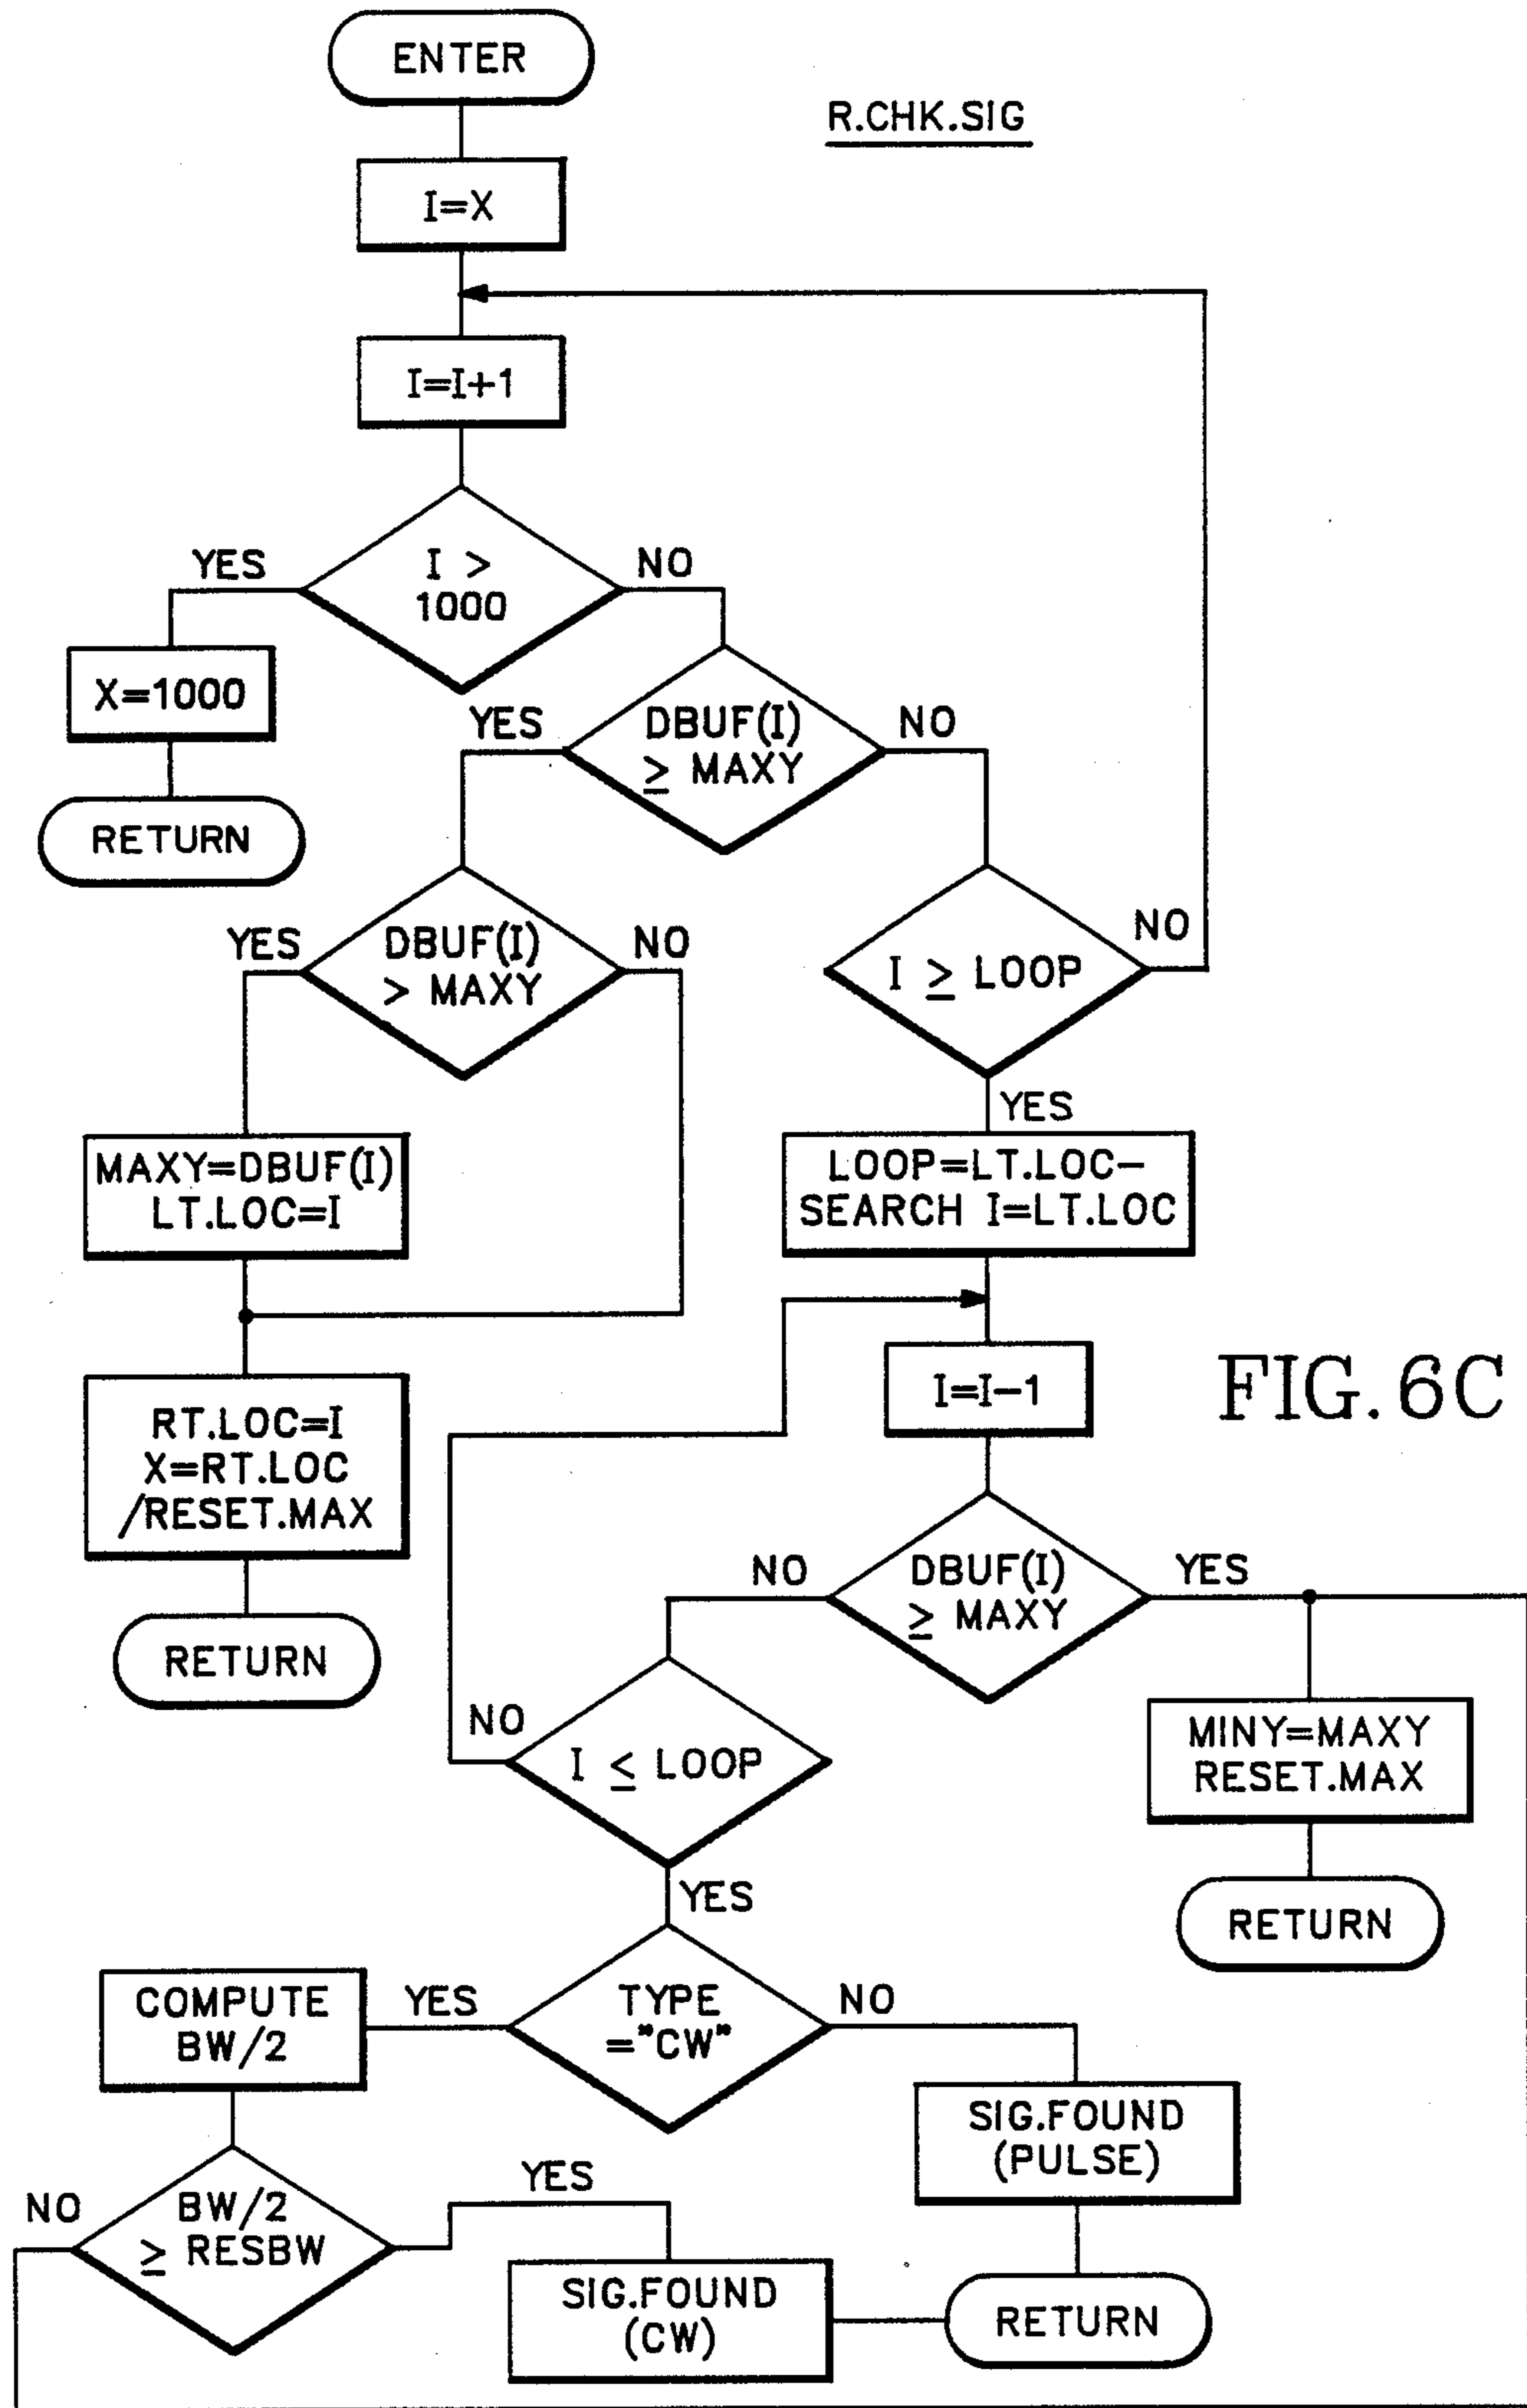 ENTER
R.CHK.SIG
I=X
I=I+1
YES
I >
1000
NO
X=1000
RETURN
YES
DBUF(I)
≥ MAXY
NO
YES
DBUF(I)
> MAXY
NO
I ≥ LOOP
NO
YES
MAXY=DBUF(I)
LT.LOC=I
LOOP=LT.LOC-
SEARCH I=LT.LOC
RT.LOC=I
X=RT.LOC
/RESET.MAX
RETURN
I=I-1
FIG. 6C
NO
DBUF(I)
≥ MAXY
YES
NO
I ≤ LOOP
YES
MINY=MAXY
RESET.MAX
RETURN
COMPUTE
BW/2
YES
TYPE
="CW"
NO
SIG.FOUND
(PULSE)
NO
BW/2
≥ RESBW
YES
SIG.FOUND
(CW)
RETURN